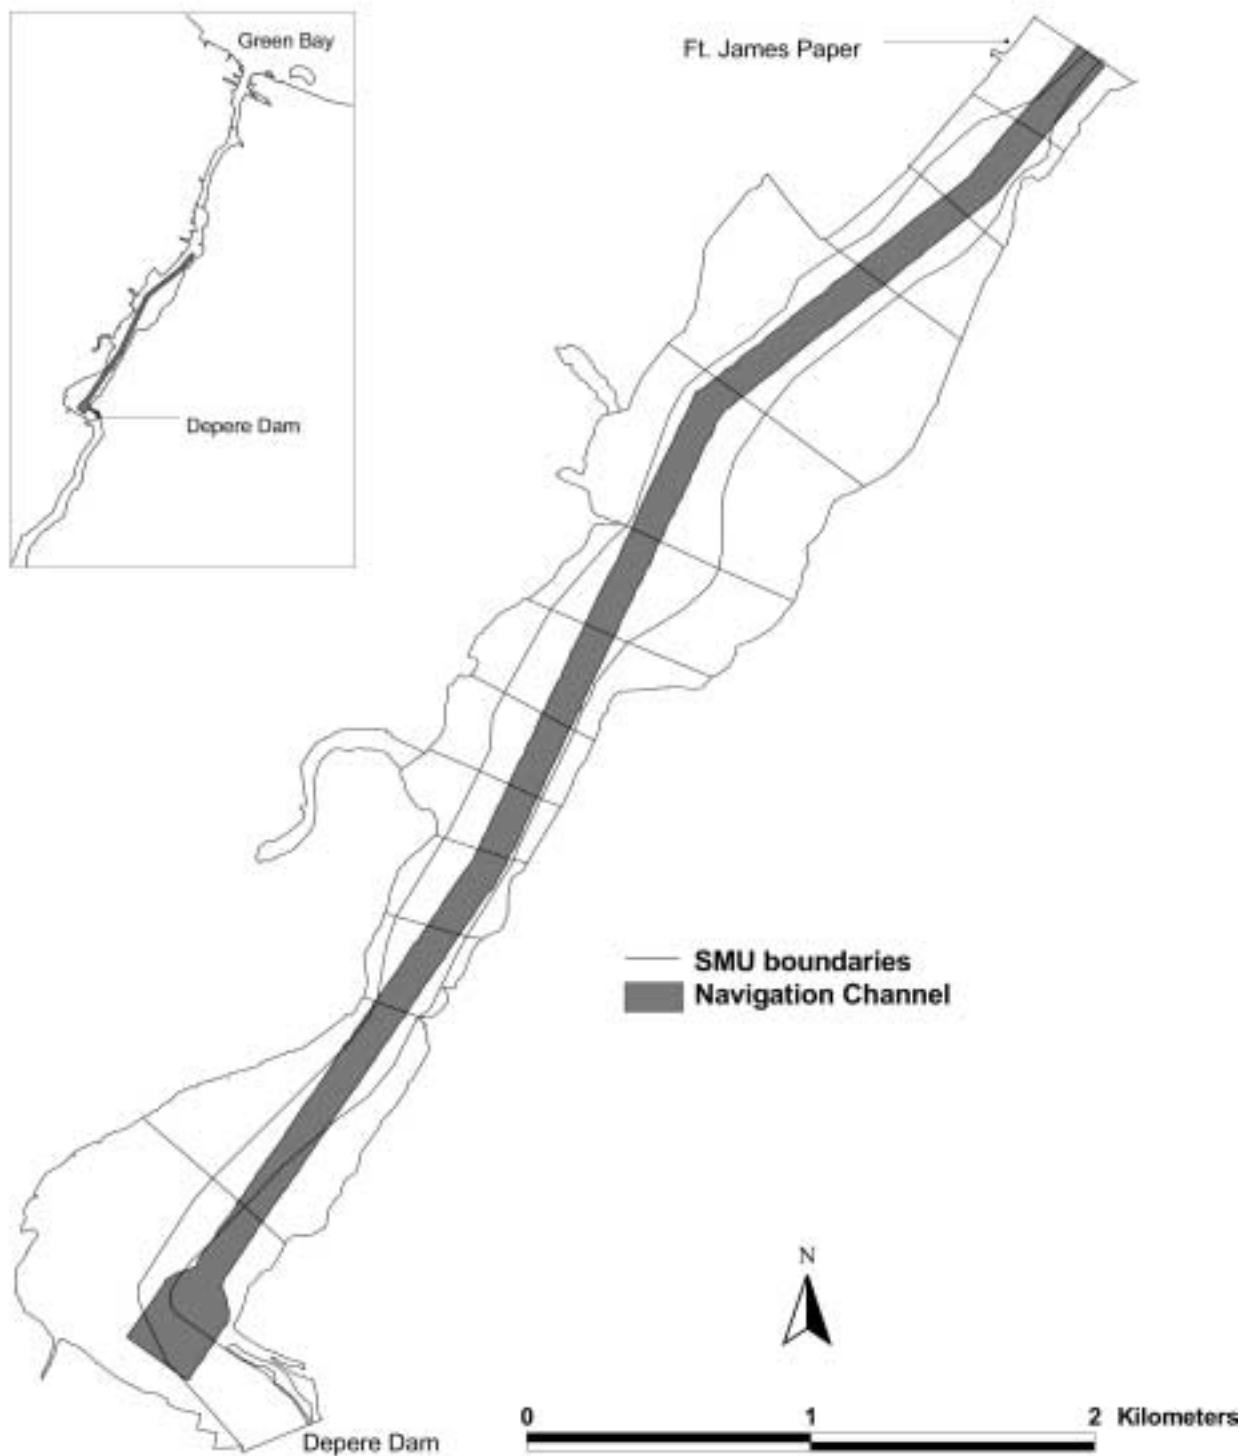 Green Bay
Depere Dam
Ft. James Paper
SMU boundaries
Navigation Channel
N
0 1 2 Kilometers
Depere Dam